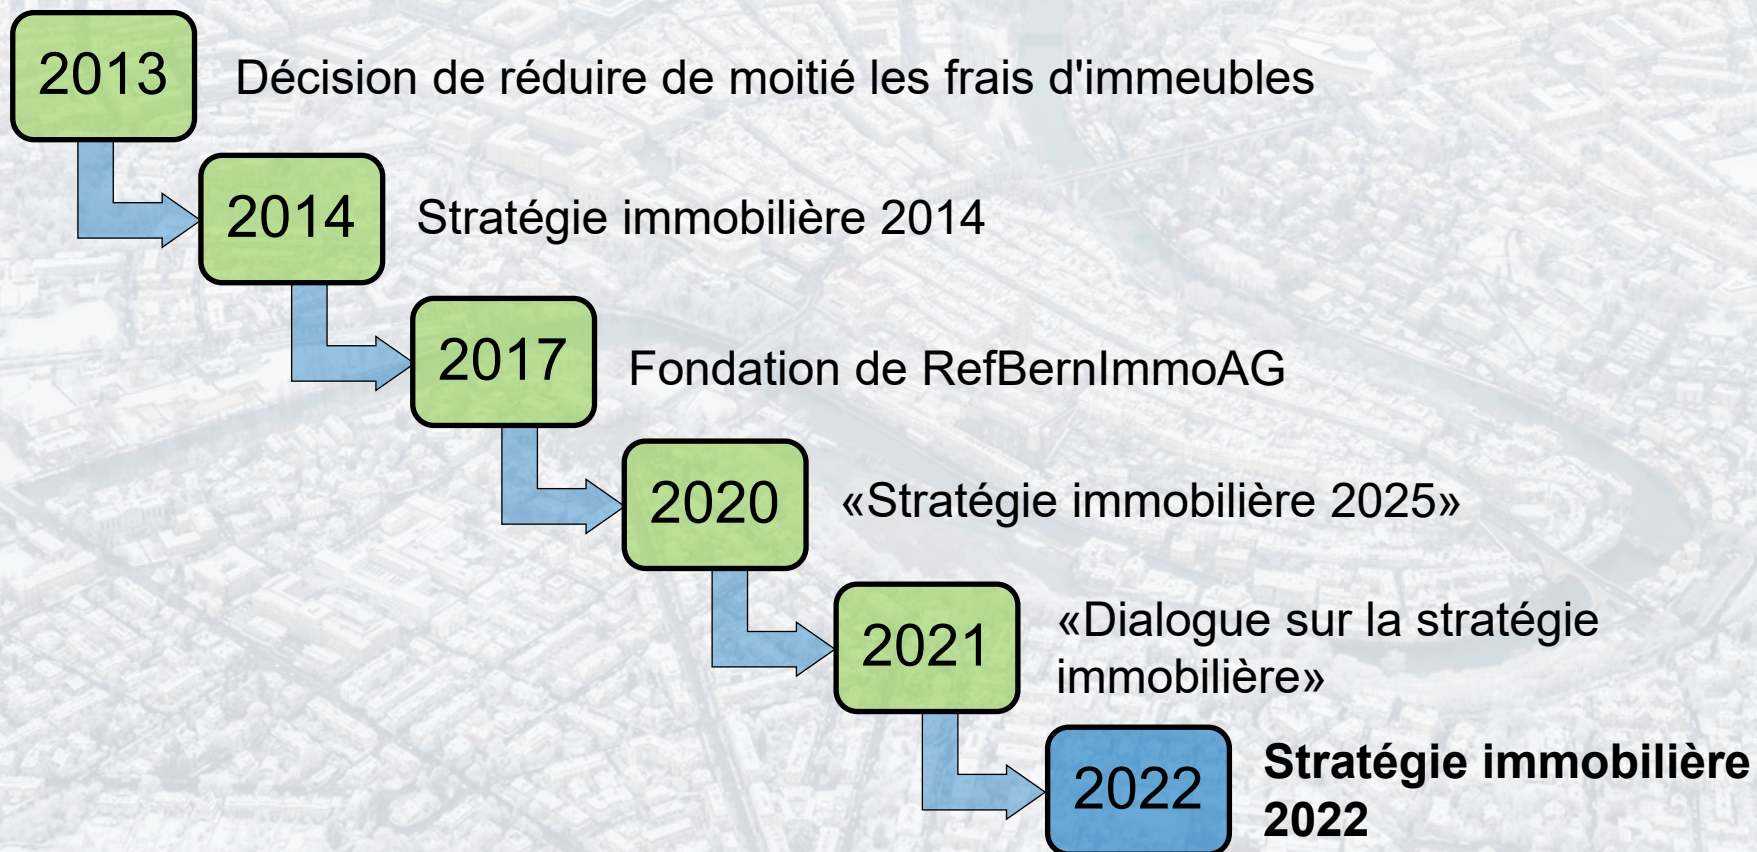 2013
Décision de réduire de moitié les frais d'immeubles
2014
Stratégie immobilière 2014
2017
Fondation de RefBernImmoAG
2020
«Stratégie immobilière 2025»
2021
«Dialogue sur la stratégie
immobilière»
2022
Stratégie immobilière
2022